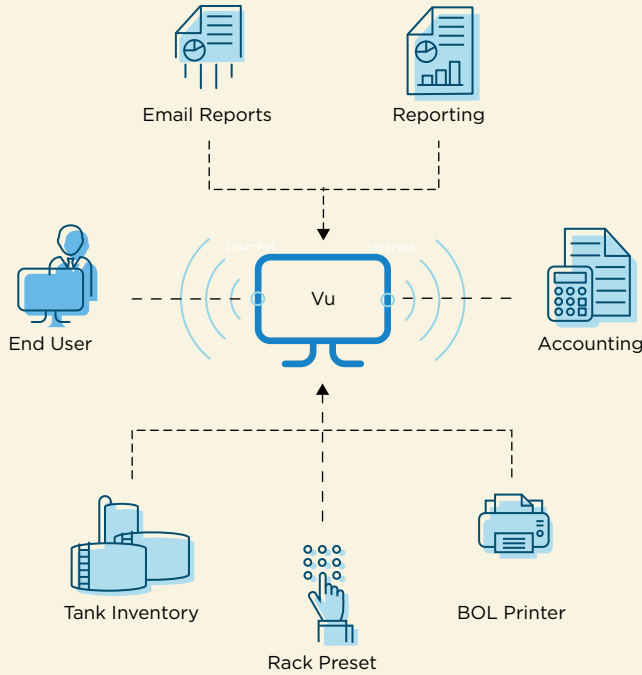 Email Reports
Reporting
Internet
Internet
Vu
End User
Accounting
Tank Inventory
BOL Printer
Rack Preset